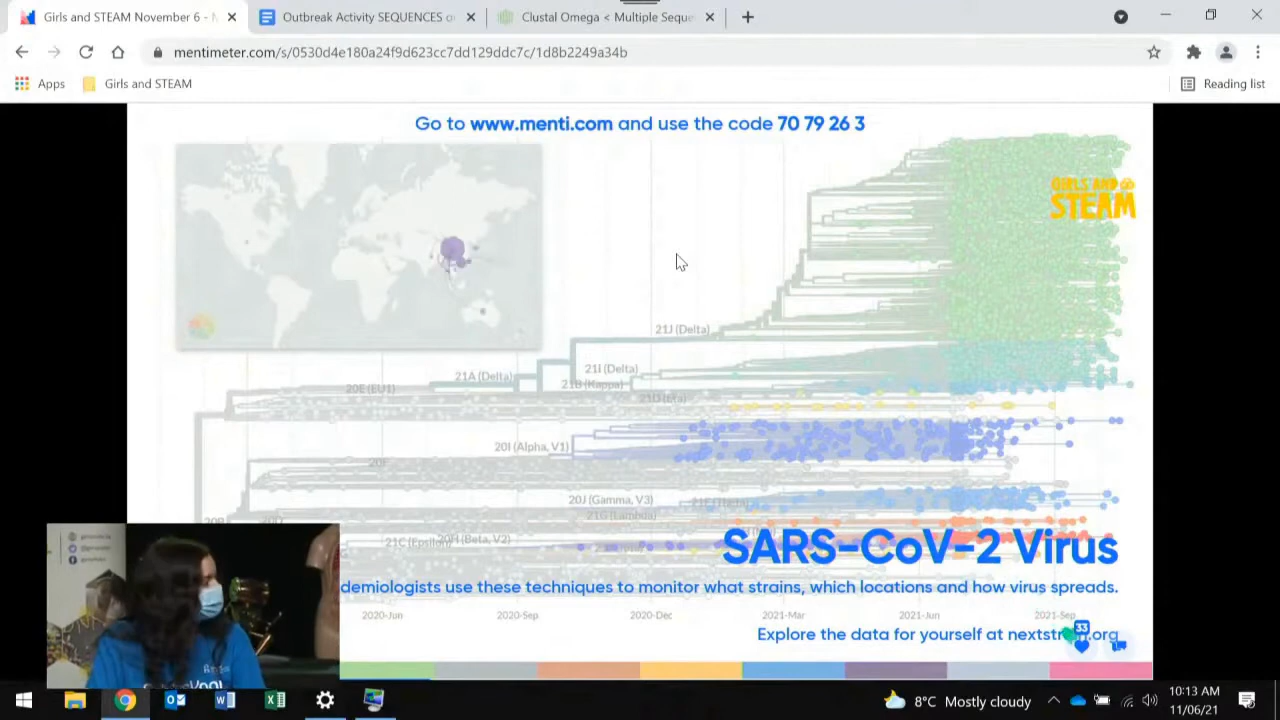 Girls and STEAM November 6 -
Outbreak Activity SEQUENCES
Clustal Omega < Multiple Seque
mentimeter.com/s/0530d4e180a24f9d623cc7dd129ddc7c/1d8b2249a34b
Apps
Girls and STEAM
Reading list
Go to www.menti.com and use the code 70 79 26 3
GIRLS AND
STEAM
21J (Delta)
21I (Delta)
21A (Delta)
21B (Kappa)
20E (EU1)
21D (Eta)
20I (Alpha, V1)
20J (Gamma, V3)
21G (Lambda)
20H (Beta, V2)
21C (Epsilon)
SARS-CoV-2 Virus
demiologists use these techniques to monitor what strains, which locations and how virus spreads.
2020-Jun
2020-Sep
2020-Dec
2021-Mar
2021-Jun
2021-Sep
Explore the data for yourself at .org
33
8°C Mostly cloudy
10:13 AM
11/06/21